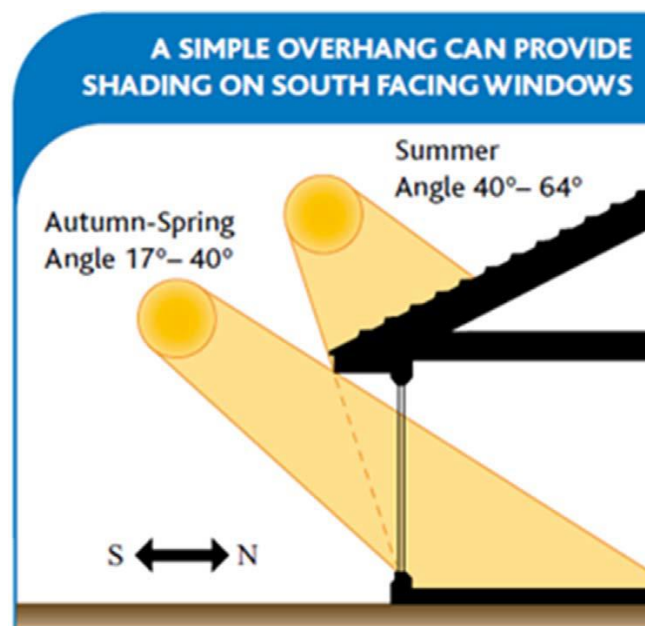 A SIMPLE OVERHANG CAN PROVIDE
SHADING ON SOUTH FACING WINDOWS
Summer
Angle 40°– 64°
Autumn-Spring
Angle 17°– 40°
S N